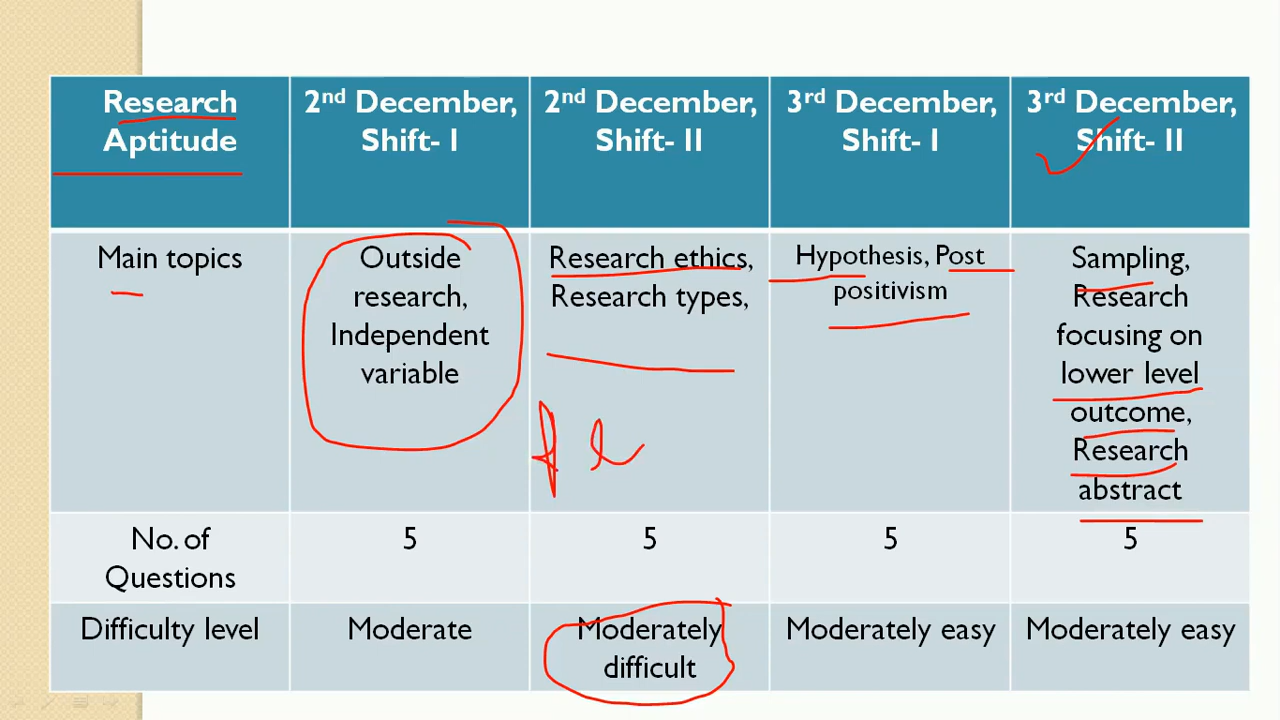 Research
Aptitude
2nd December,
Shift- I
2nd December,
Shift- II
3rd December,
Shift- I
3rd December,
Shift- II
Main topics
Outside
research,
Independent
variable
Research ethics,
Research types,
Hypothesis, Post
positivism
Sampling,
Research
focusing on
lower level
outcome,
Research
abstract
No. of
Questions
5
5
5
5
Difficulty level
Moderate
Moderately
difficult
Moderately easy
Moderately easy